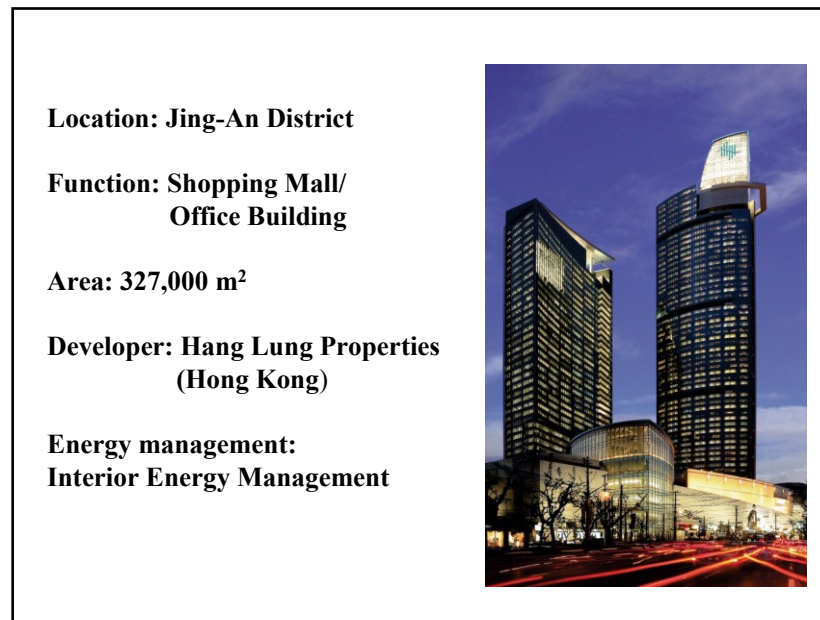 Location: Jing-An District
Function: Shopping Mall/
Office Building
Area: 327,000 m²
Developer: Hang Lung Properties
(Hong Kong)
Energy management:
Interior Energy Management